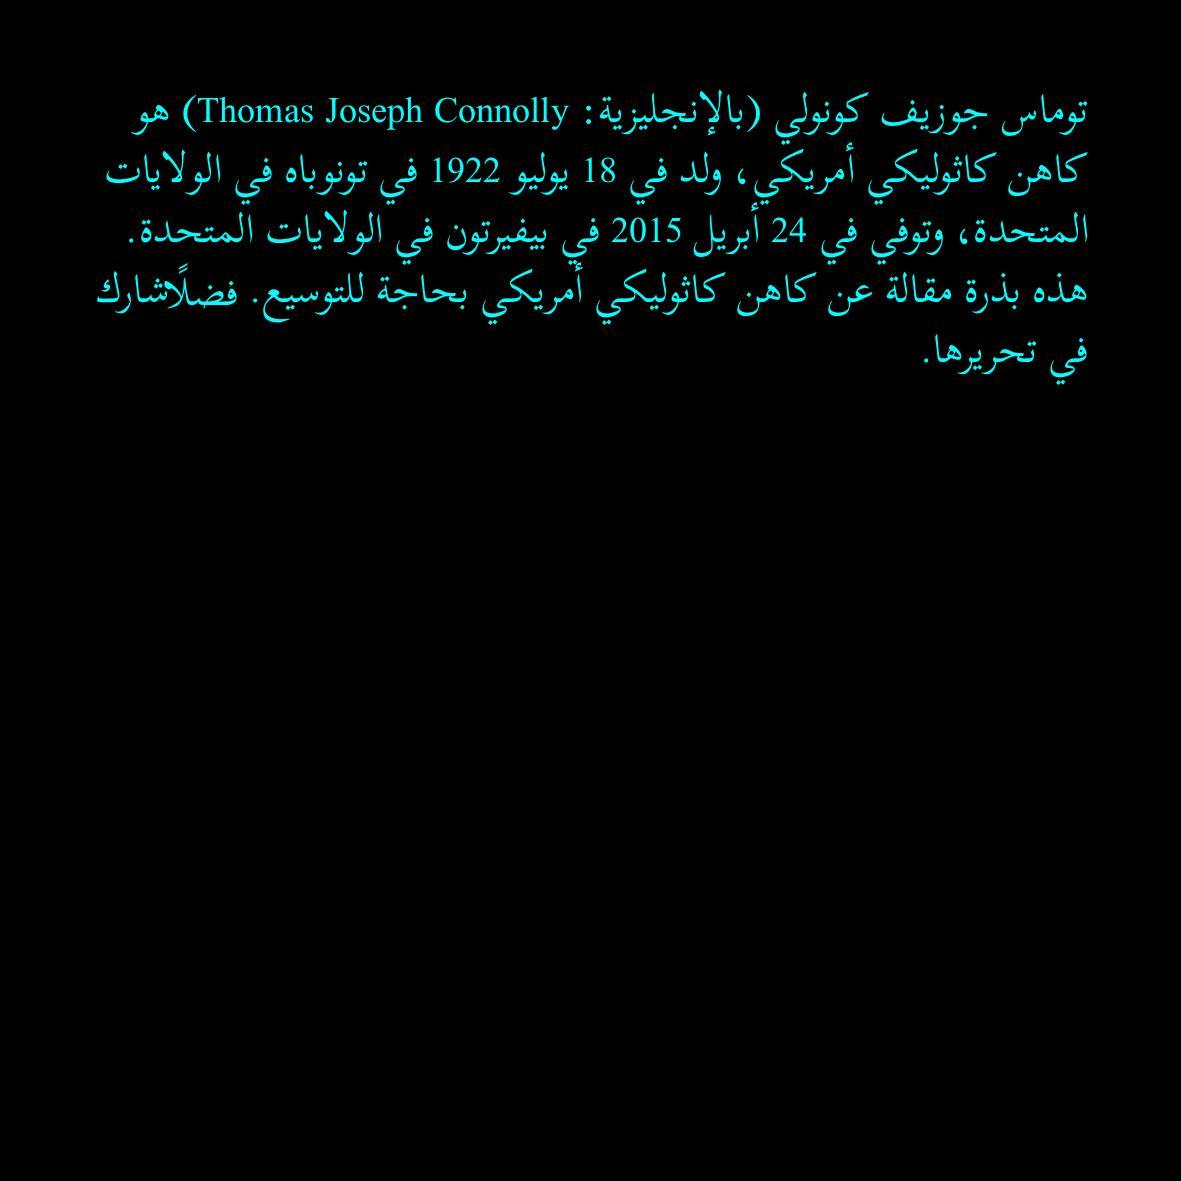 توماس جوزيف كونولي (بالإنجليزية: Thomas Joseph Connolly) هو
كاهن كاثوليكي أمريكي، ولد في 18 يوليو 1922 في تونوباه في الولايات
المتحدة، وتوفي في 24 أبريل 2015 في بيفيرتون في الولايات المتحدة.
هذه بذرة مقالة عن كاهن كاثوليكي أمريكي بحاجة للتوسيع. فضلًاشارك
في تحريرها.